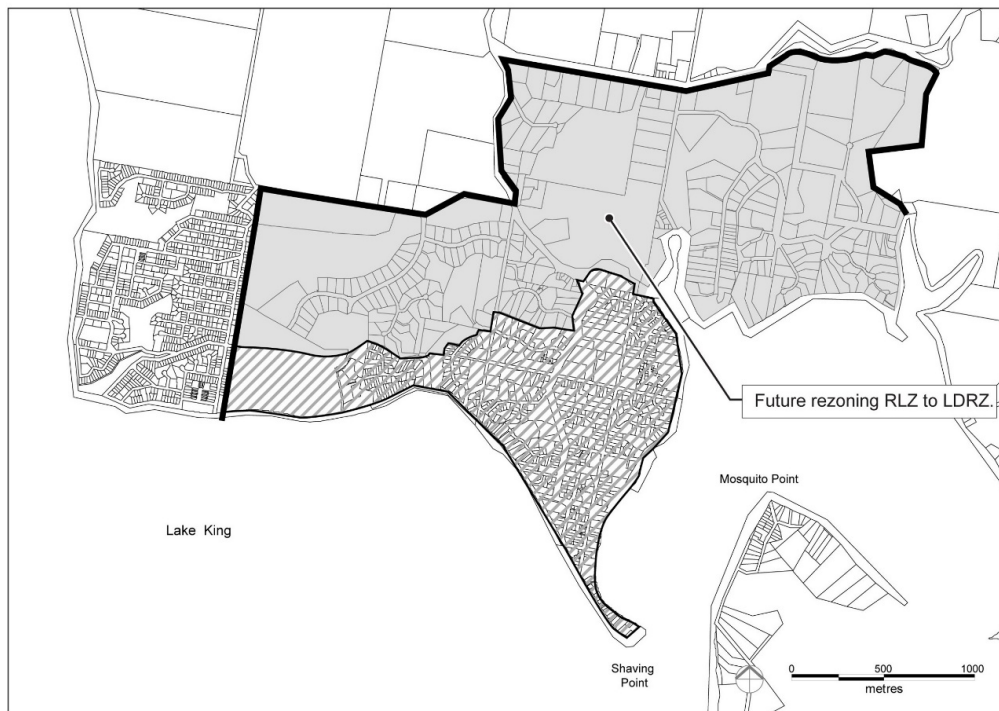 Future rezoning RLZ to LDRZ.
Mosquito Point
Lake King
Shaving
Point
0 500 1000
metres